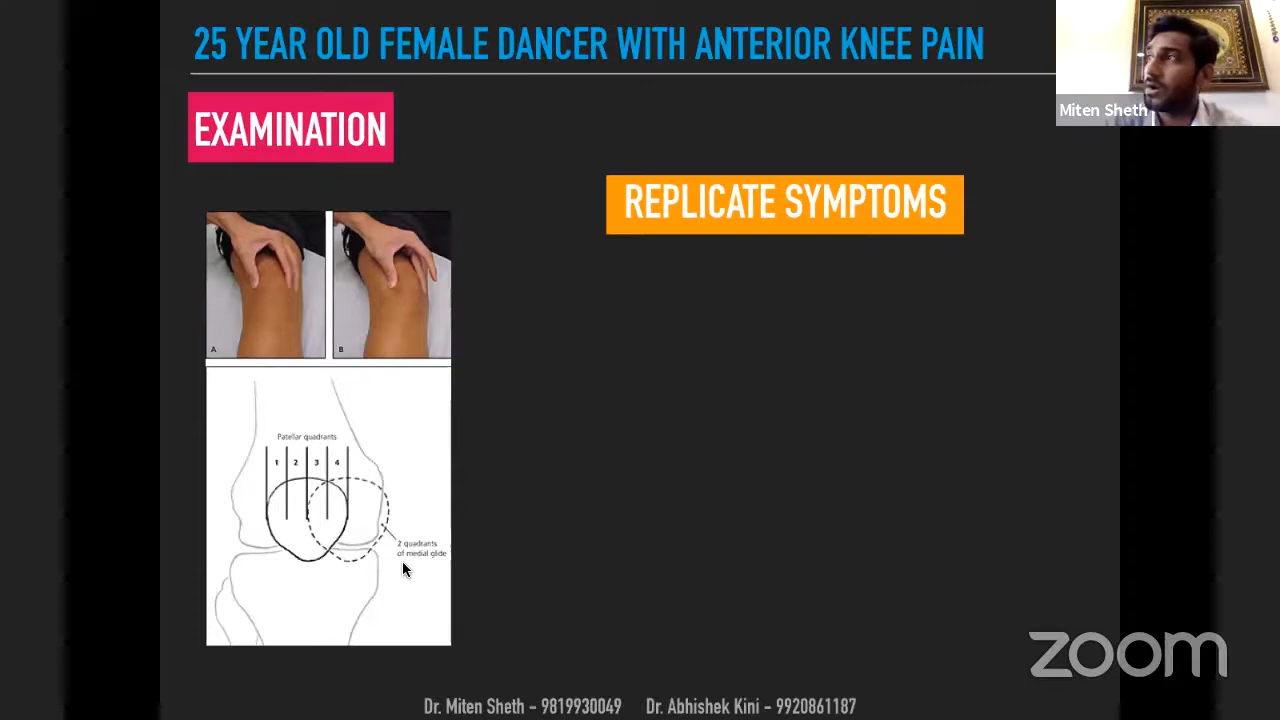 25 YEAR OLD FEMALE DANCER WITH ANTERIOR KNEE PAIN
Miten Sheth
EXAMINATION
REPLICATE SYMPTOMS
A
B
Patellar quadrants
1 2 3 4
2 quadrants
of medial glide
zoom
Dr. Miten Sheth - 9819930049 Dr. Abhishek Kini - 9920861187